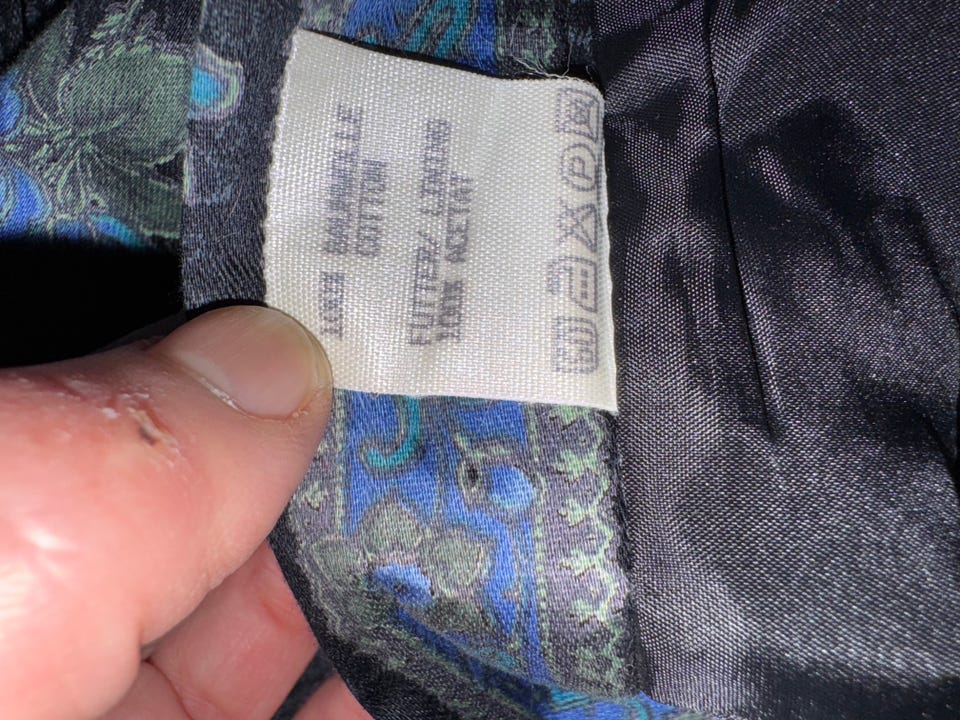 100% BAUMWOLLE
COTTON
FUTTER/ LINING
100% ACETAT
P